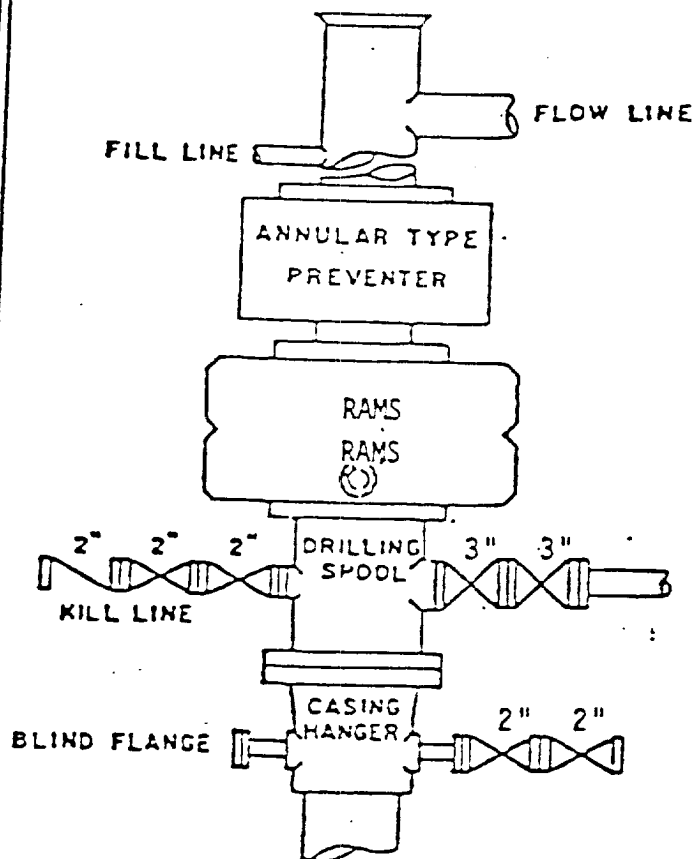 FLOW LINE
FILL LINE
ANNULAR TYPE
PREVENTER
RAMS
RAMS
2" 2" 2"
DRILLING
SPOOL
3" 3"
KILL LINE
CASING
HANGER
2" 2"
BLIND FLANGE